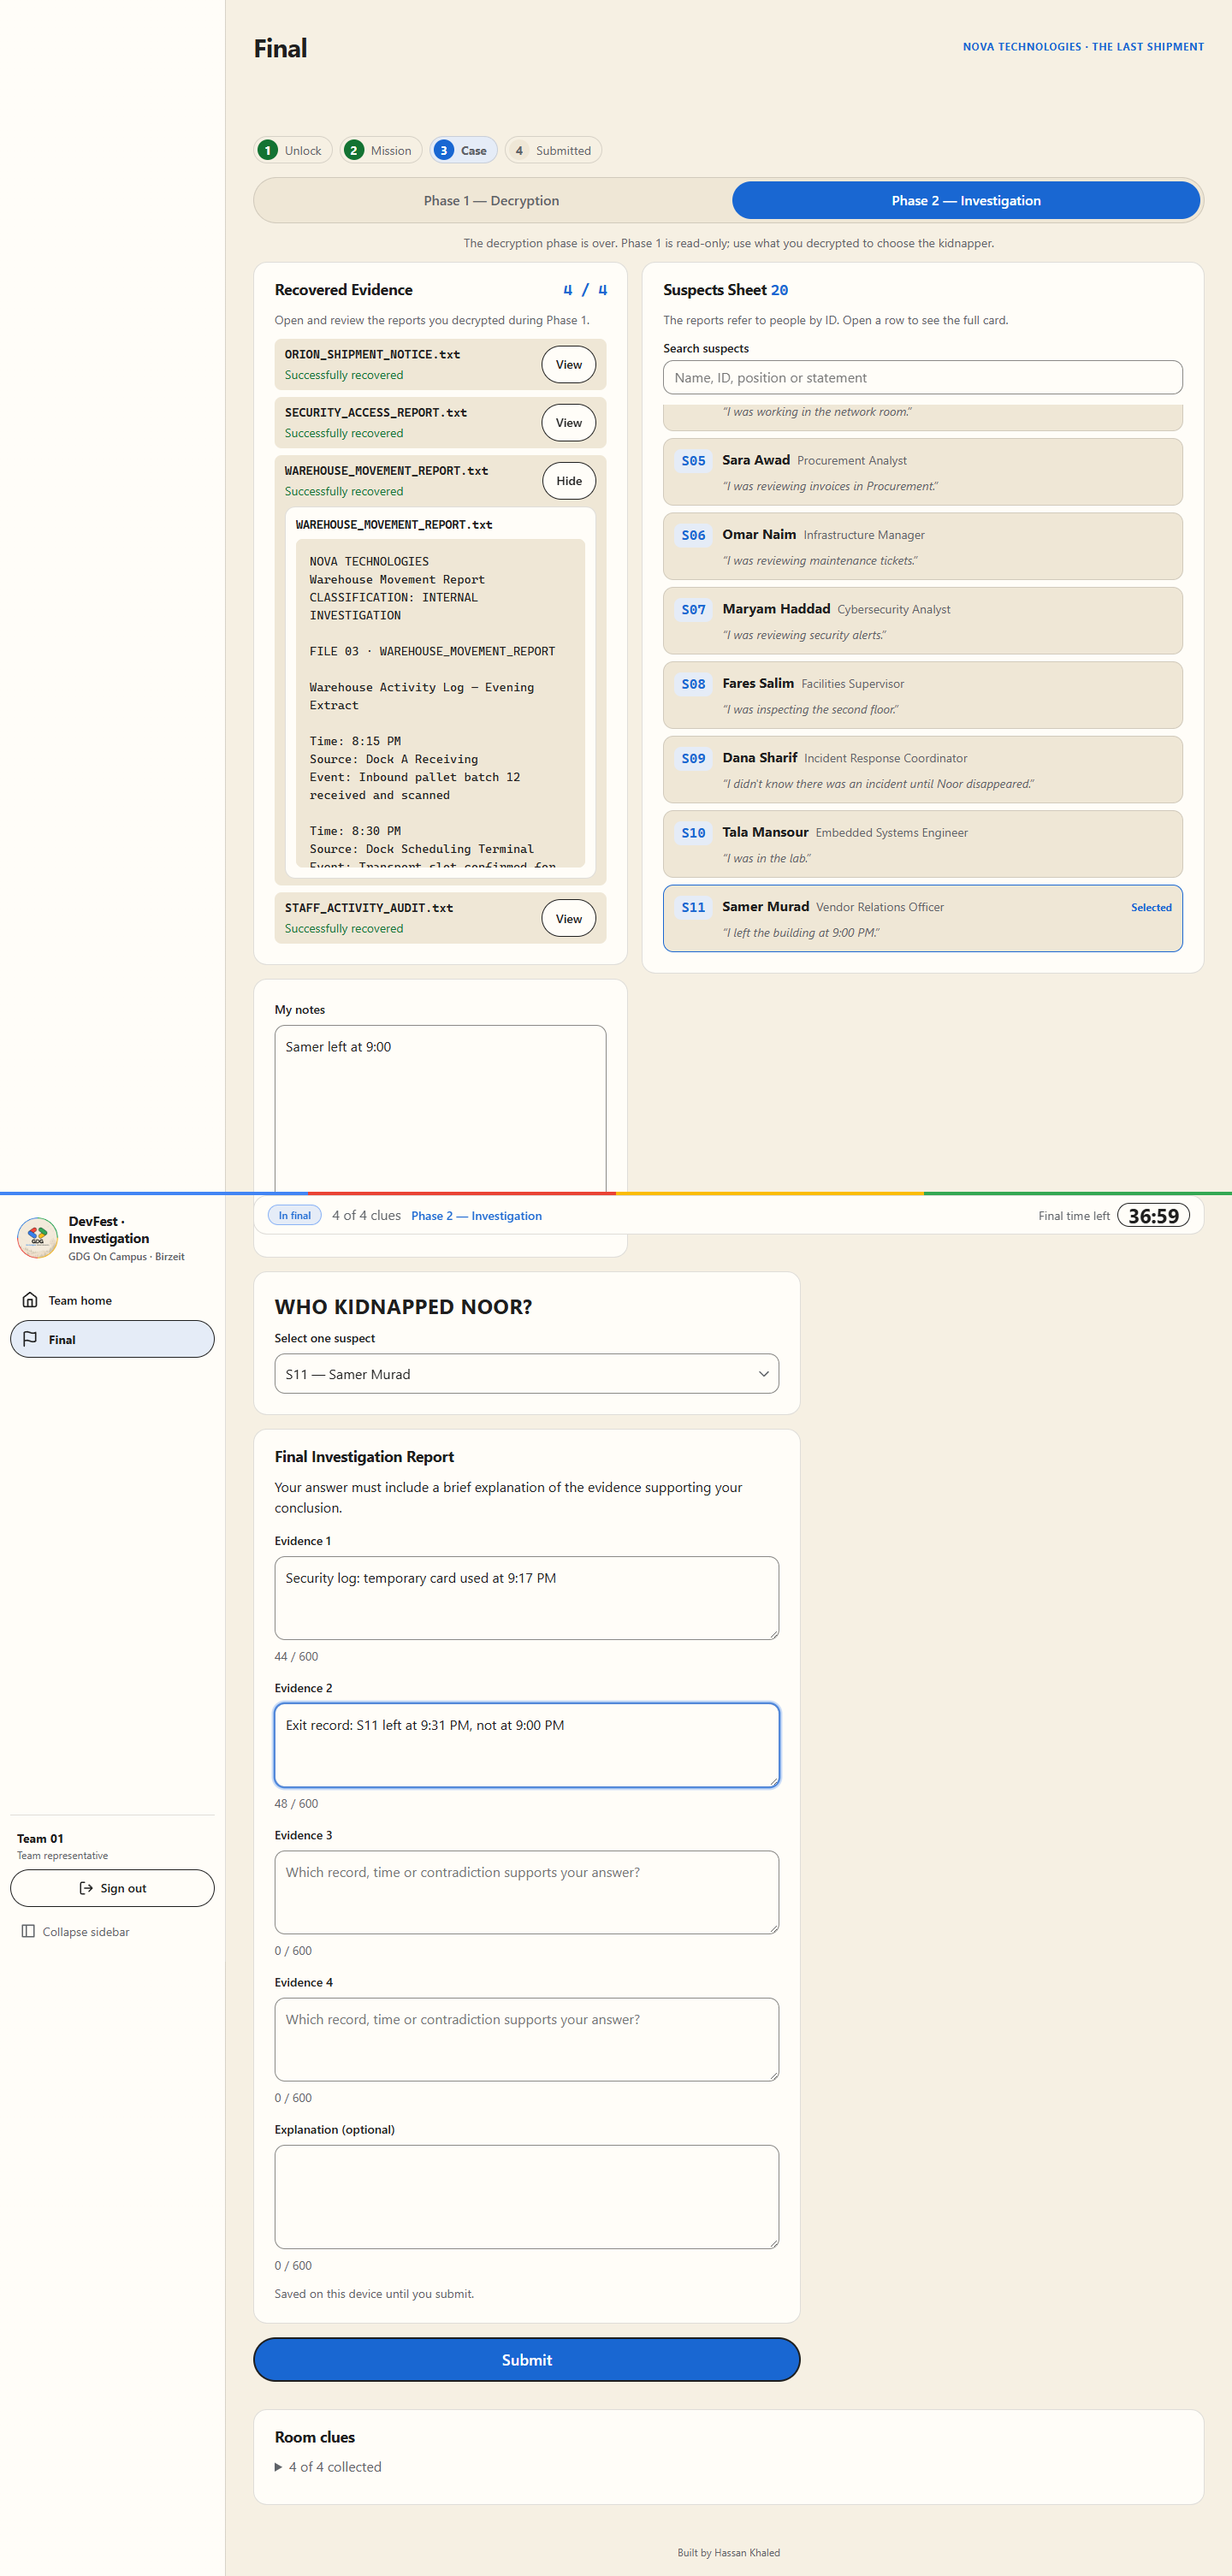 Final
NOVA TECHNOLOGIES · THE LAST SHIPMENT
1 Unlock
2 Mission
3 Case
4 Submitted
Phase 1 — Decryption
Phase 2 — Investigation
The decryption phase is over. Phase 1 is read-only; use what you decrypted to choose the kidnapper.
Recovered Evidence
4 / 4
Open and review the reports you decrypted during Phase 1.
ORION_SHIPMENT_NOTICE.txt
Successfully recovered
View
SECURITY_ACCESS_REPORT.txt
Successfully recovered
View
WAREHOUSE_MOVEMENT_REPORT.txt
Successfully recovered
Hide
WAREHOUSE_MOVEMENT_REPORT.txt
NOVA TECHNOLOGIES
Warehouse Movement Report
CLASSIFICATION: INTERNAL
INVESTIGATION
FILE 03 · WAREHOUSE_MOVEMENT_REPORT
Warehouse Activity Log — Evening
Extract
Time: 8:15 PM
Source: Dock A Receiving
Event: Inbound pallet batch 12
received and scanned
Time: 8:30 PM
Source: Dock Scheduling Terminal
Event: Transport slot confirmed for
STAFF_ACTIVITY_AUDIT.txt
Successfully recovered
View
Suspects Sheet 20
The reports refer to people by ID. Open a row to see the full card.
Search suspects
Name, ID, position or statement
"I was working in the network room."
S05 Sara Awad Procurement Analyst
"I was reviewing invoices in Procurement."
S06 Omar Naim Infrastructure Manager
"I was reviewing maintenance tickets."
S07 Maryam Haddad Cybersecurity Analyst
"I was reviewing security alerts."
S08 Fares Salim Facilities Supervisor
"I was inspecting the second floor."
S09 Dana Sharif Incident Response Coordinator
"I didn't know there was an incident until Noor disappeared."
S10 Tala Mansour Embedded Systems Engineer
"I was in the lab."
S11 Samer Murad Vendor Relations Officer Selected
"I left the building at 9:00 PM."
My notes
Samer left at 9:00
DevFest ·
Investigation
GDG On Campus · Birzeit
Team home
Final
In final
4 of 4 clues
Phase 2 — Investigation
Final time left
36:59
WHO KIDNAPPED NOOR?
Select one suspect
S11 — Samer Murad
Final Investigation Report
Your answer must include a brief explanation of the evidence supporting your
conclusion.
Evidence 1
Security log: temporary card used at 9:17 PM
44 / 600
Evidence 2
Exit record: S11 left at 9:31 PM, not at 9:00 PM
48 / 600
Evidence 3
Which record, time or contradiction supports your answer?
0 / 600
Evidence 4
Which record, time or contradiction supports your answer?
0 / 600
Explanation (optional)
0 / 600
Saved on this device until you submit.
Submit
Team 01
Team representative
Sign out
Collapse sidebar
Room clues
4 of 4 collected
Built by Hassan Khaled